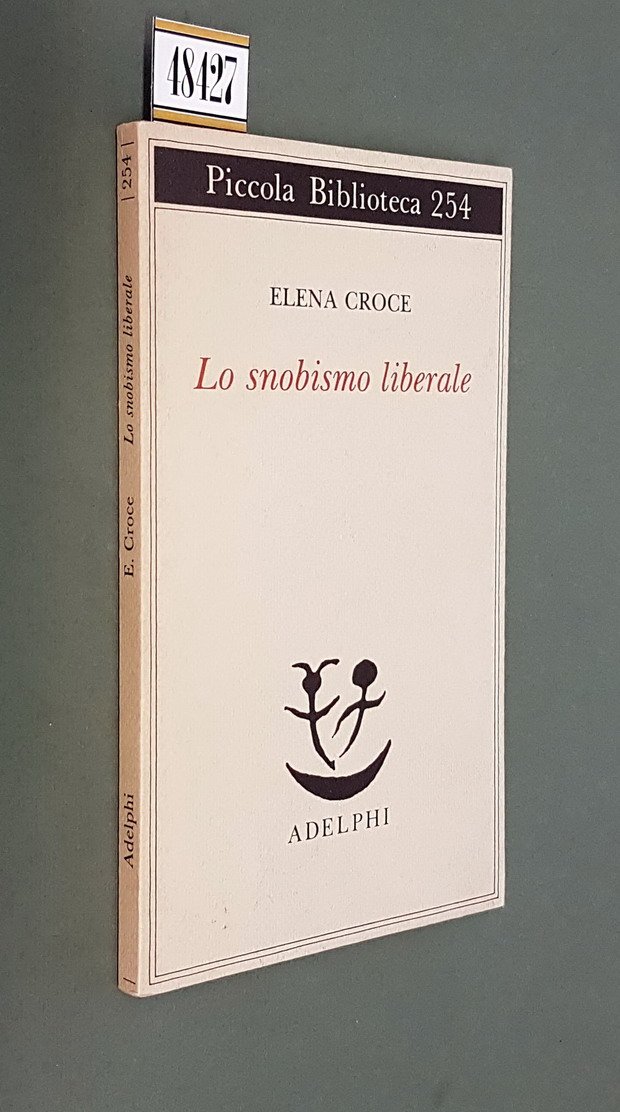 48427
Piccola Biblioteca 254
ELENA CROCE
Lo snobismo liberale
ADELPHI
| 254 |
Lo snobismo liberale
E. Croce
Adelphi